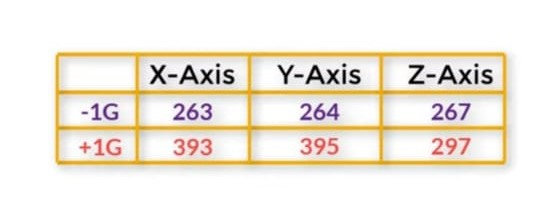 X-Axis Y-Axis Z-Axis
-1G 263 264 267
+1G 393 395 297